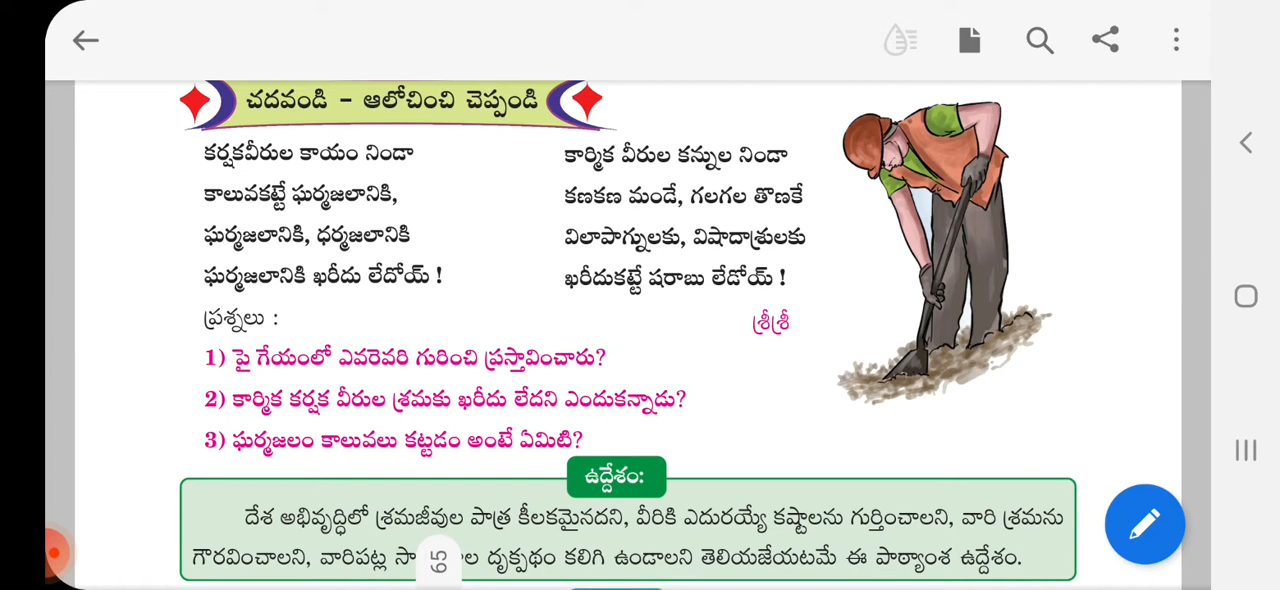 చదవండి - ఆలోచించి చెప్పండి
కర్షకవీరుల కాయం నిండా
కాలువకట్టే ఘర్మజలానికి,
ఘర్మజలానికి, ధర్మజలానికి
ఘర్మజలానికి ఖరీదు లేదోయ్ !
కార్మిక వీరుల కన్నుల నిండా
కణకణ మండే, గలగల తొణకే
విలాపాగ్నులకు, విషాదాశ్రులకు
ఖరీదుకట్టే షరాబు లేడోయ్ !
శ్రీశ్రీ
ప్రశ్నలు :
1) పై గేయంలో ఎవరెవరి గురించి ప్రస్తావించారు?
2) కార్మిక కర్షక వీరుల శ్రమకు ఖరీదు లేదని ఎందుకన్నాడు?
3) ఘర్మజలం కాలువలు కట్టడం అంటే ఏమిటి?
ఉద్దేశం:
దేశ అభివృద్ధిలో శ్రమజీవుల పాత్ర కీలకమైనదని, వీరికి ఎదురయ్యే కష్టాలను గుర్తించాలని, వారి శ్రమను
గౌరవించాలని, వారిపట్ల దృక్పథం కలిగి ఉండాలని తెలియజేయటమే ఈ పాఠ్యాంశ ఉద్దేశం.
65